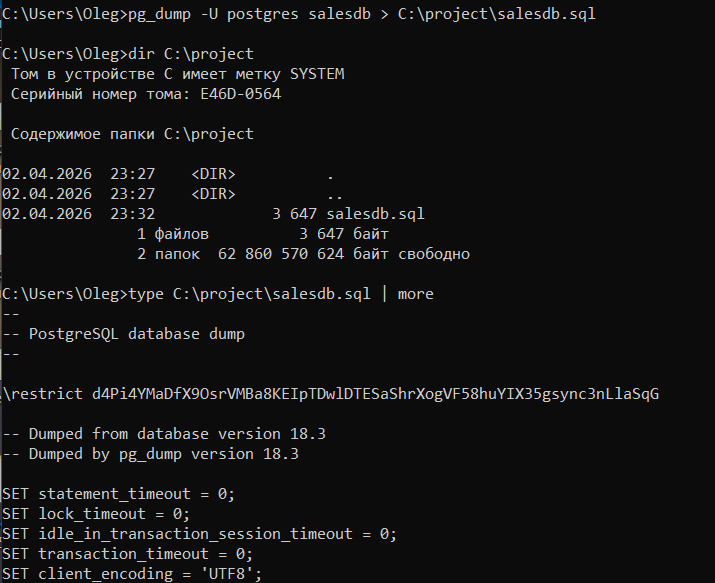 C:\Users\Oleg>pg_dump -U postgres salesdb > C:\project\salesdb.sql
C:\Users\Oleg>dir C:\project
Том в устройстве C имеет метку SYSTEM
Серийный номер тома: E46D-0564
Содержимое папки C:\project
02.04.2026  23:27    <DIR>          .
02.04.2026  23:27    <DIR>          ..
02.04.2026  23:32             3 647 salesdb.sql
1 файлов          3 647 байт
2 папок  62 860 570 624 байт свободно
C:\Users\Oleg>type C:\project\salesdb.sql | more
--
-- PostgreSQL database dump
--
\restrict d4Pi4YMaDfX9OsrVMBa8KEIpTDwlDTESaShrXogVF58huYIX35gsync3nLlaSqG
-- Dumped from database version 18.3
-- Dumped by pg_dump version 18.3
SET statement_timeout = 0;
SET lock_timeout = 0;
SET idle_in_transaction_session_timeout = 0;
SET transaction_timeout = 0;
SET client_encoding = 'UTF8';